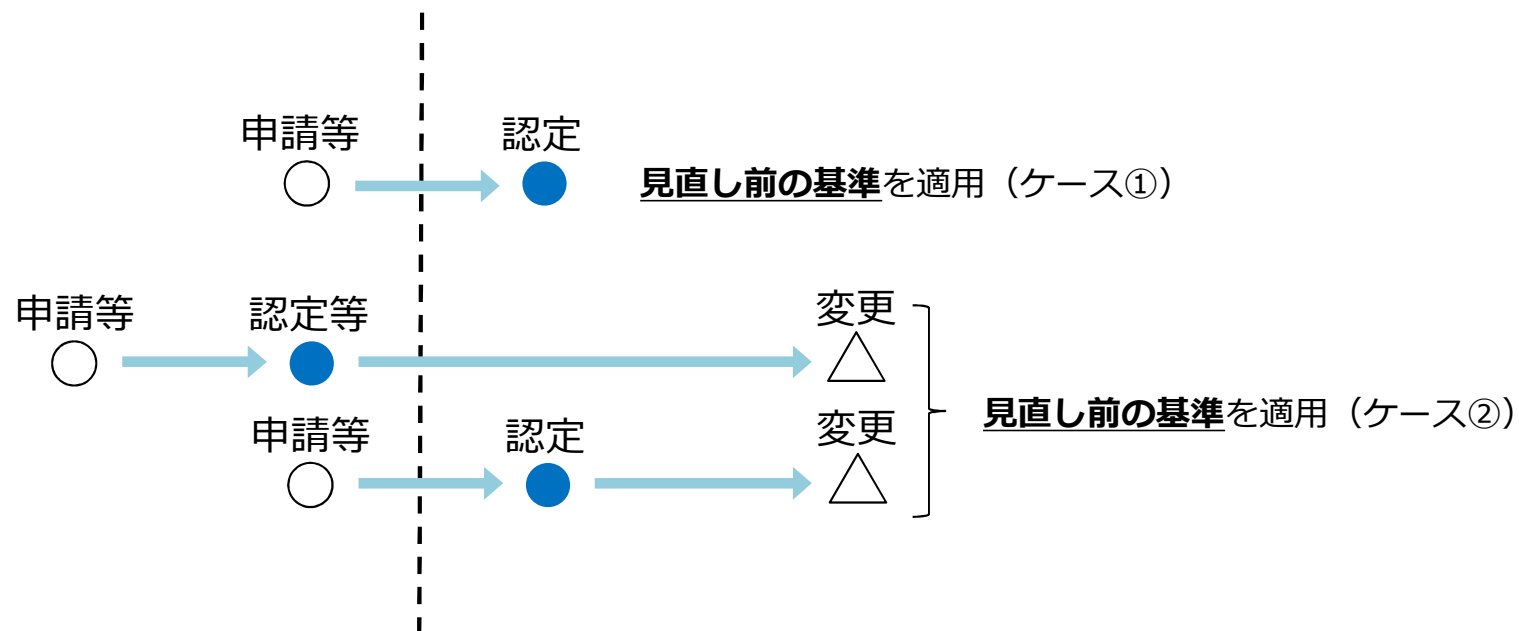 申請等
認定
見直し前の基準を適用（ケース①）
申請等
認定等
変更
申請等
認定
変更
見直し前の基準を適用（ケース②）